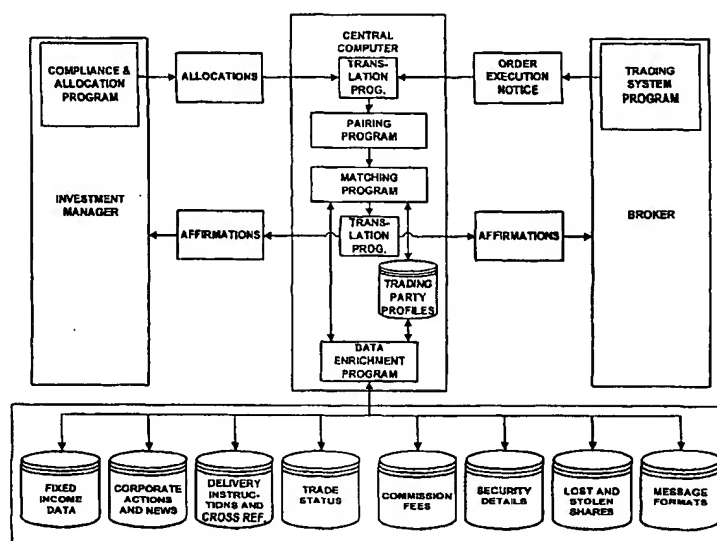 CENTRAL
COMPUTER
COMPLIANCE &
ALLOCATION
PROGRAM
ALLOCATIONS
TRANS-
LATION
PROG.
ORDER
EXECUTION
NOTICE
TRADING
SYSTEM
PROGRAM
PAIRING
PROGRAM
MATCHING
PROGRAM
INVESTMENT
MANAGER
BROKER
AFFIRMATIONS
TRANS-
LATION
PROG.
AFFIRMATIONS
TRADING
PARTY
PROFILES
DATA
ENRICHMENT
PROGRAM
FIXED
INCOME
DATA
CORPORATE
ACTIONS
AND NEWS
DELIVERY
INSTRUC-
TIONS AND
CROSS REF.
TRADE
STATUS
COMMISSION
FEES
SECURITY
DETAILS
LOST AND
STOLEN
SHARES
MESSAGE
FORMATS